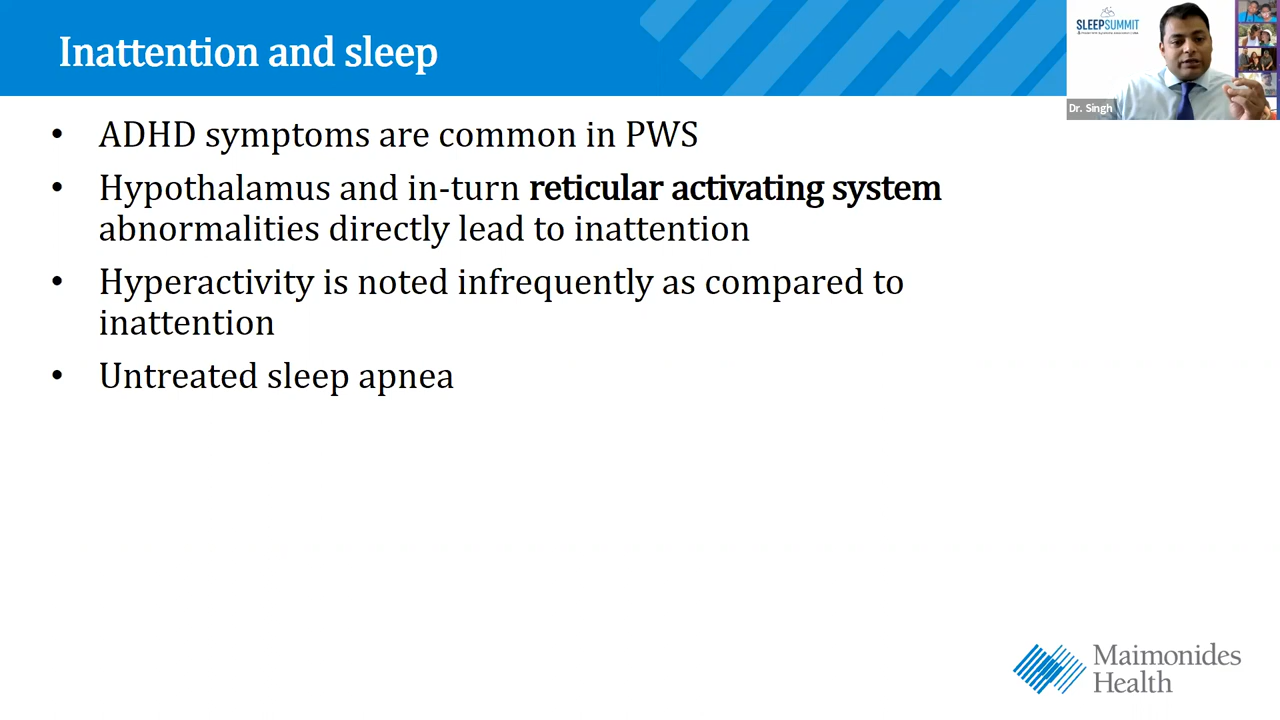 Inattention and sleep
SLEEPSUMMIT
Dr. Singh
• ADHD symptoms are common in PWS
• Hypothalamus and in-turn reticular activating system
abnormalities directly lead to inattention
• Hyperactivity is noted infrequently as compared to
inattention
• Untreated sleep apnea
Maimonides
Health